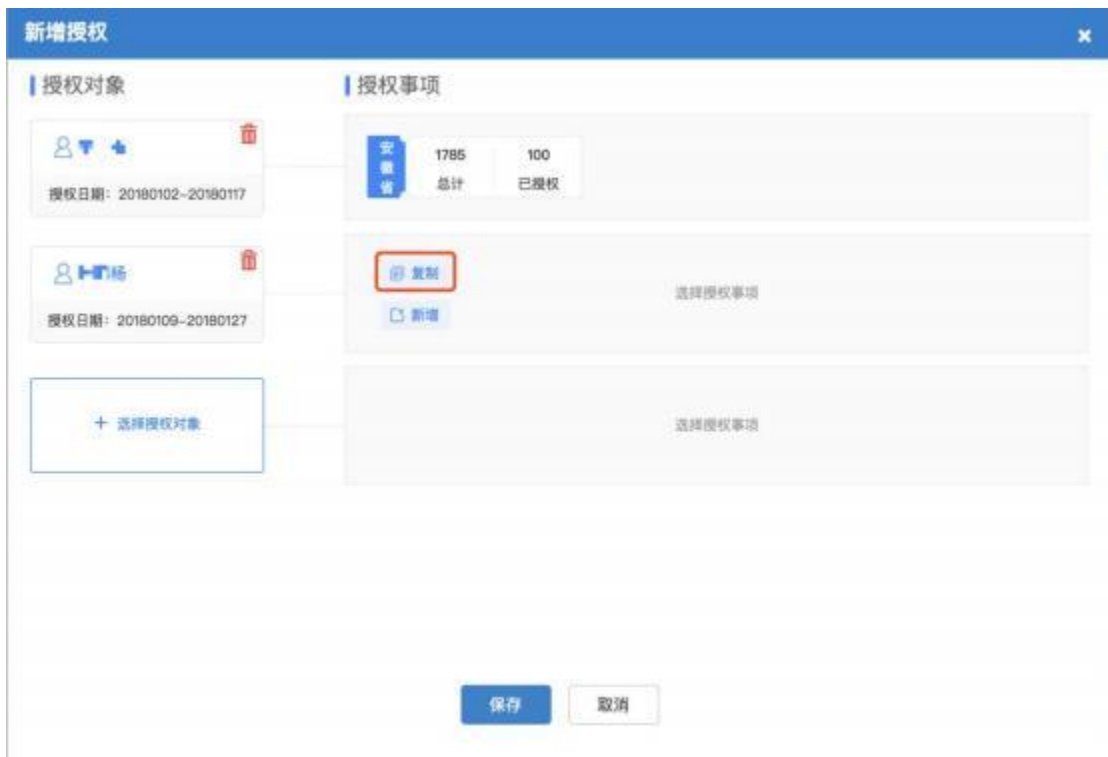 新增授权
授权对象
授权事项
授权日期：20180102-20180117
安徽省
1785
100
总计
已授权
杨
授权日期：20180109-20180127
复制
新增
选择授权事项
+ 选择授权对象
选择授权事项
保存
取消